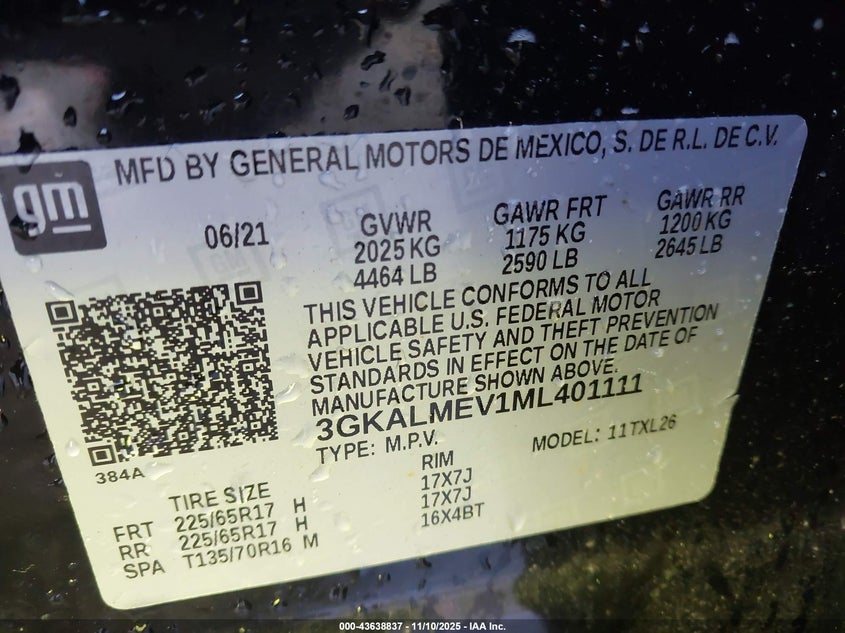 MFD BY GENERAL MOTORS DE MEXICO, S. DE R.L. DE C.V.
gm
06/21
GVWR
2025 KG
4464 LB
GAWR FRT
1175 KG
2590 LB
GAWR RR
1200 KG
2645 LB
THIS VEHICLE CONFORMS TO ALL
APPLICABLE U.S. FEDERAL MOTOR
VEHICLE SAFETY AND THEFT PREVENTION
STANDARDS IN EFFECT ON THE DATE OF
MANUFACTURE SHOWN ABOVE.
3GKALMEV1ML401111
TYPE: M.P.V. MODEL: 11TXL26
384A
TIRE SIZE RIM
FRT 225/65R17 H 17X7J
RR 225/65R17 H 17X7J
SPA T135/70R16 M 16X4BT
000-43638837 - 11/10/2025 - IAA Inc.